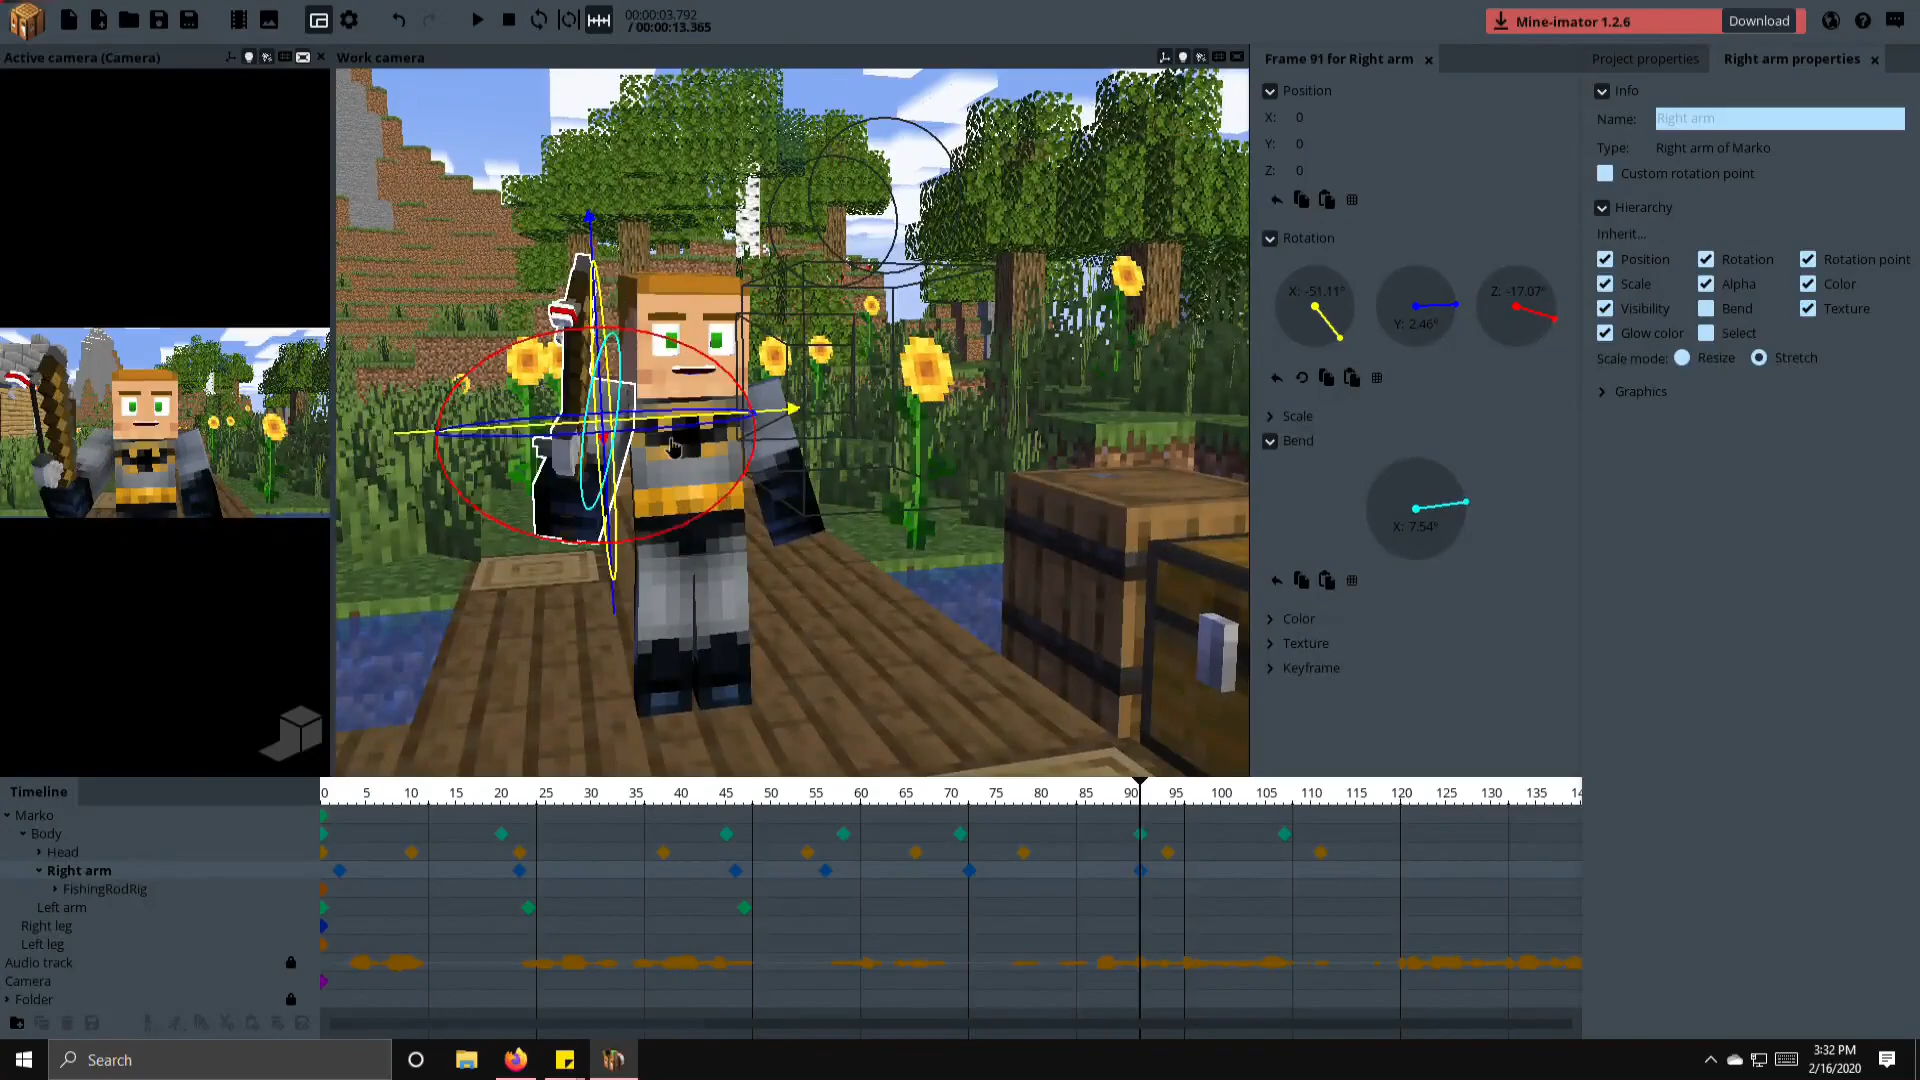 00:00:03.792
/ 00:00:13.365
Mine-imator 1.2.6
Download
Active camera (Camera)
Work camera
Frame 91 for Right arm
Project properties
Right arm properties
Position
X: 0
Y: 0
Z: 0
Rotation
X: -51.11°
Y: 2.46°
Z: -17.07°
Scale
Bend
X: 7.54°
Color
Texture
Keyframe
Info
Name: Right arm
Type: Right arm of Marko
Custom rotation point
Hierarchy
Inherit...
Position Rotation Rotation point
Scale Alpha Color
Visibility Bend Texture
Glow color Select
Scale mode: Resize Stretch
Graphics
Timeline
0 5 10 15 20 25 30 35 40 45 50 55 60 65 70 75 80 85 90 95 100 105 110 115 120 125 130 135
Marko
Body
Head
Right arm
FishingRodRig
Left arm
Right leg
Left leg
Audio track
Camera
Folder
Search
3:32 PM
2/16/2020